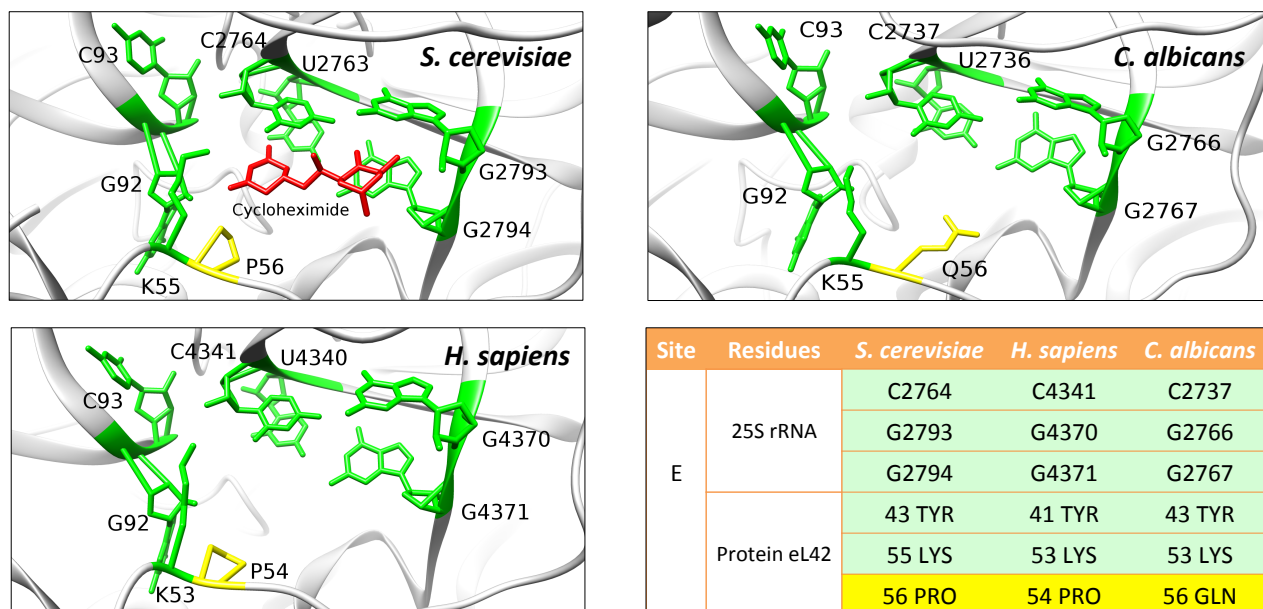 C93
C2764
U2763
S. cerevisiae
G92
Cycloheximide
G2793
G2794
P56
K55
C93
C2737
U2736
C. albicans
G2766
G92
G2767
K55
Q56
C4341
U4340
H. sapiens
C93
G4370
G92
G4371
P54
K53
Site Residues S. cerevisiae H. sapiens C. albicans
E
25S rRNA
C2764 C4341 C2737
G2793 G4370 G2766
G2794 G4371 G2767
Protein eL42
43 TYR 41 TYR 43 TYR
55 LYS 53 LYS 53 LYS
56 PRO 54 PRO 56 GLN